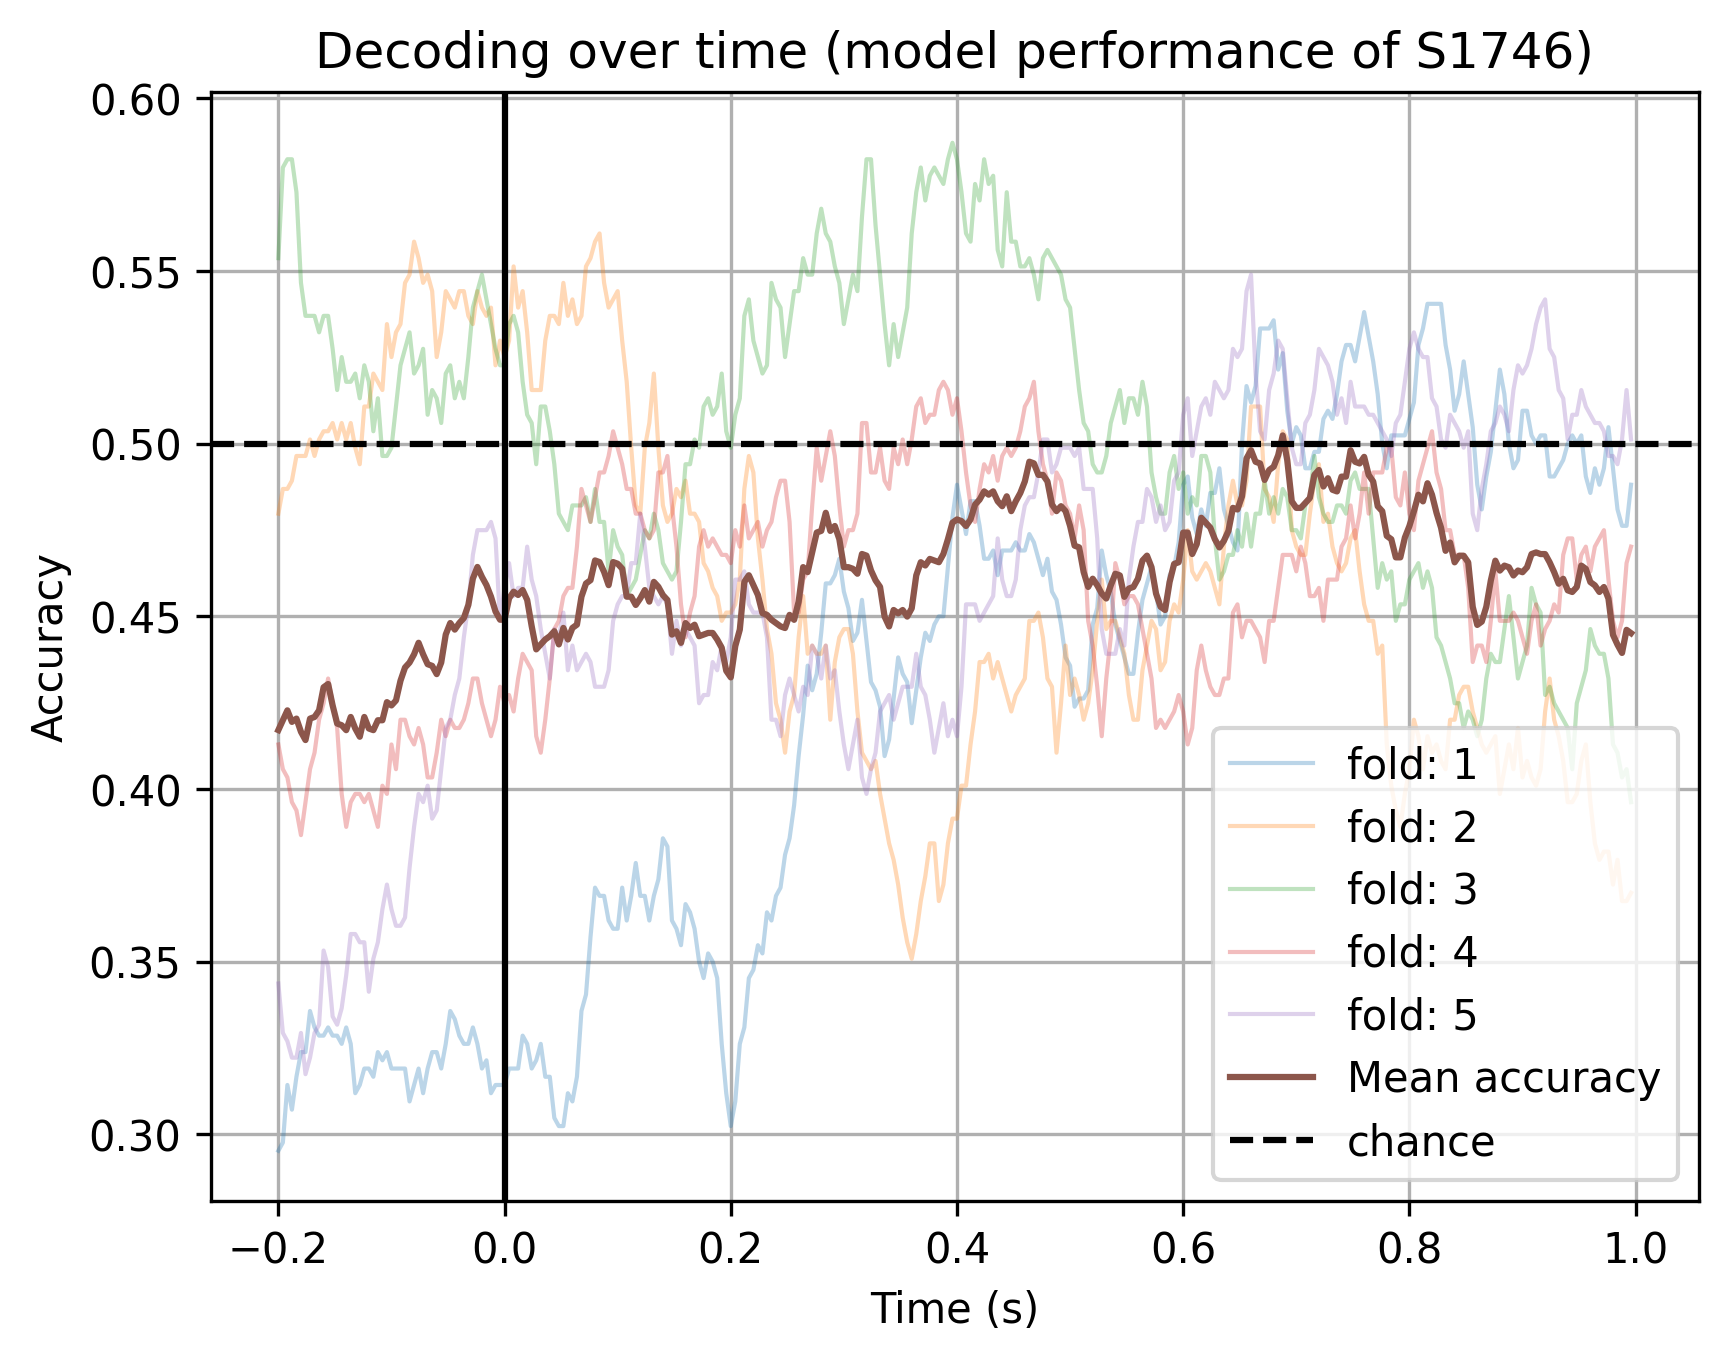 Decoding over time (model performance of S1746)
0.60
0.55
0.50
0.45
0.40
0.35
0.30
Accuracy
−0.2 0.0 0.2 0.4 0.6 0.8 1.0
Time (s)
fold: 1
fold: 2
fold: 3
fold: 4
fold: 5
Mean accuracy
chance